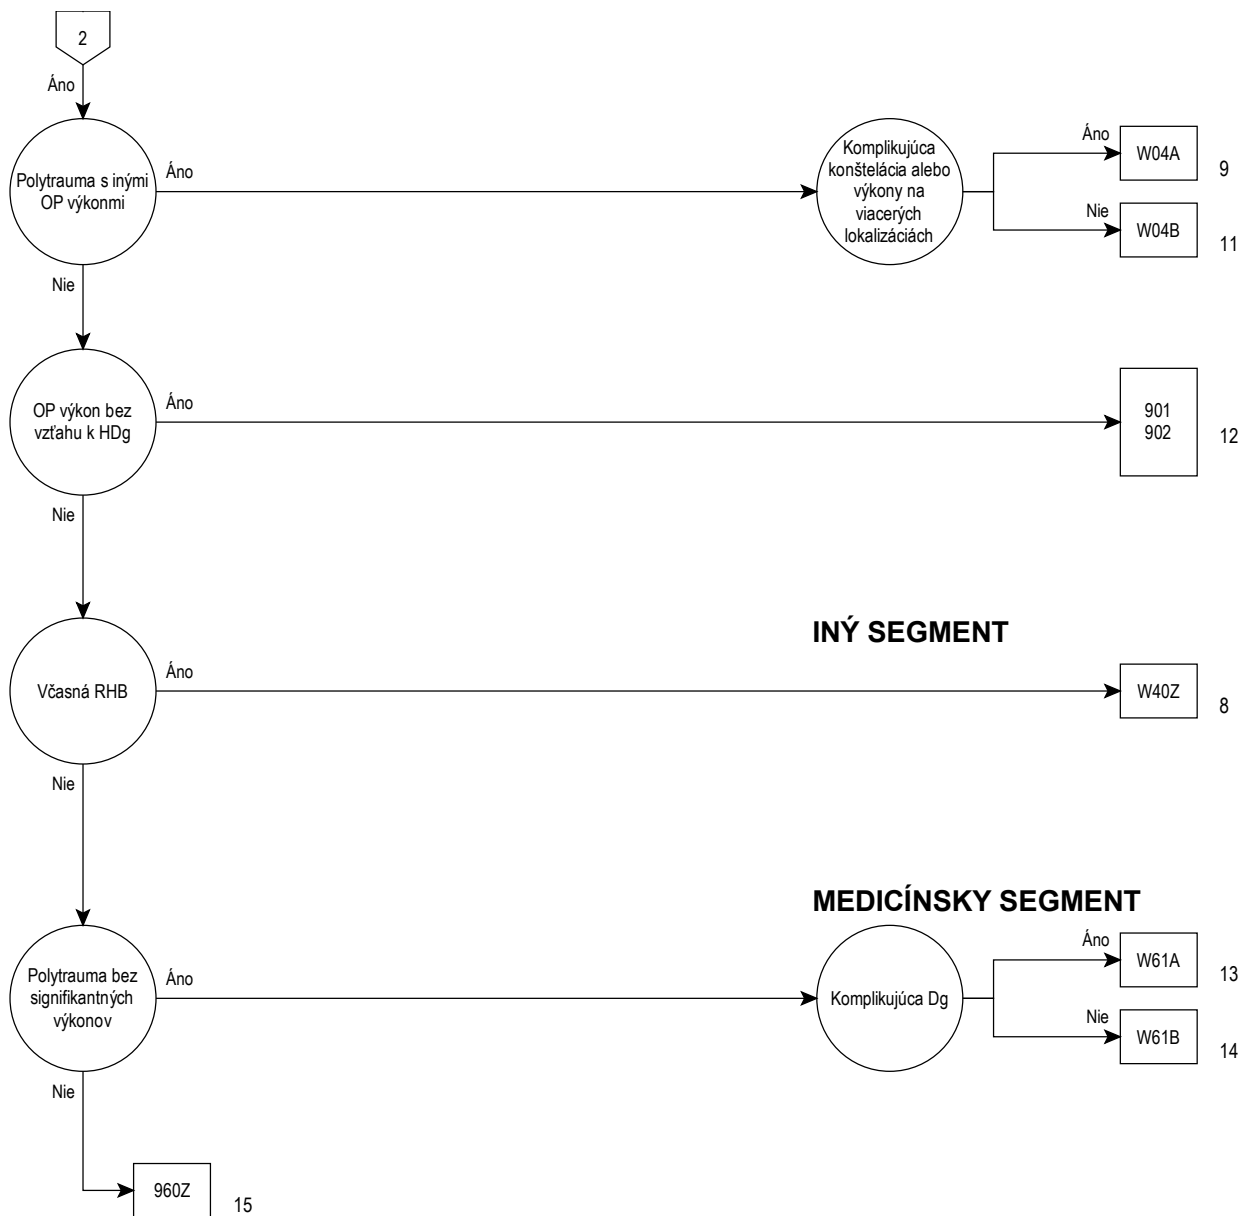 2
Áno
Polytrauma s inými
OP výkonmi
Áno
Komplikujúca
konštelácia alebo
výkony na
viacerých
lokalizáciách
Áno
W04A
9
Nie
W04B
11
Nie
OP výkon bez
vzťahu k HDg
Áno
901
902
12
Nie
INÝ SEGMENT
Včasná RHB
Áno
W40Z
8
Nie
MEDICÍNSKY SEGMENT
Polytrauma bez
signifikantných
výkonov
Áno
Komplikujúca Dg
Áno
W61A
13
Nie
W61B
14
Nie
960Z
15